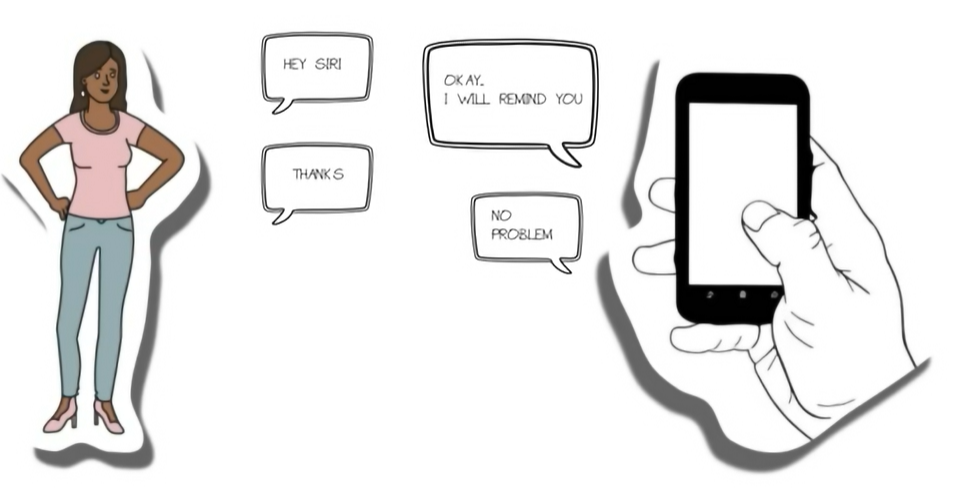 HEY SIRI
OKAY..
I WILL REMIND YOU
THANKS
NO
PROBLEM